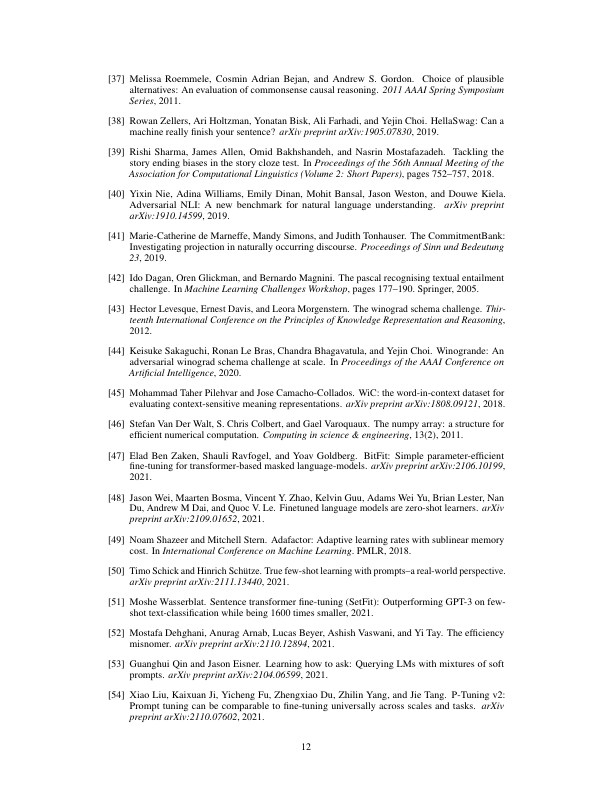 [37] Melissa Roemmele, Cosmin Adrian Bejan, and Andrew S. Gordon. Choice of plausible
alternatives: An evaluation of commonsense causal reasoning. 2011 AAAI Spring Symposium
Series, 2011.
[38] Rowan Zellers, Ari Holtzman, Yonatan Bisk, Ali Farhadi, and Yejin Choi. HellaSwag: Can a
machine really finish your sentence? arXiv preprint arXiv:1905.07830, 2019.
[39] Rishi Sharma, James Allen, Omid Bakhshandeh, and Nasrin Mostafazadeh. Tackling the
story ending biases in the story cloze test. In Proceedings of the 56th Annual Meeting of the
Association for Computational Linguistics (Volume 2: Short Papers), pages 752–757, 2018.
[40] Yixin Nie, Adina Williams, Emily Dinan, Mohit Bansal, Jason Weston, and Douwe Kiela.
Adversarial NLI: A new benchmark for natural language understanding. arXiv preprint
arXiv:1910.14599, 2019.
[41] Marie-Catherine de Marneffe, Mandy Simons, and Judith Tonhauser. The CommitmentBank:
Investigating projection in naturally occurring discourse. Proceedings of Sinn und Bedeutung
23, 2019.
[42] Ido Dagan, Oren Glickman, and Bernardo Magnini. The pascal recognising textual entailment
challenge. In Machine Learning Challenges Workshop, pages 177–190. Springer, 2005.
[43] Hector Levesque, Ernest Davis, and Leora Morgenstern. The winograd schema challenge. Thir-
teenth International Conference on the Principles of Knowledge Representation and Reasoning,
2012.
[44] Keisuke Sakaguchi, Ronan Le Bras, Chandra Bhagavatula, and Yejin Choi. Winogrande: An
adversarial winograd schema challenge at scale. In Proceedings of the AAAI Conference on
Artificial Intelligence, 2020.
[45] Mohammad Taher Pilehvar and Jose Camacho-Collados. WiC: the word-in-context dataset for
evaluating context-sensitive meaning representations. arXiv preprint arXiv:1808.09121, 2018.
[46] Stefan Van Der Walt, S. Chris Colbert, and Gael Varoquaux. The numpy array: a structure for
efficient numerical computation. Computing in science & engineering, 13(2), 2011.
[47] Elad Ben Zaken, Shauli Ravfogel, and Yoav Goldberg. BitFit: Simple parameter-efficient
fine-tuning for transformer-based masked language-models. arXiv preprint arXiv:2106.10199,
2021.
[48] Jason Wei, Maarten Bosma, Vincent Y. Zhao, Kelvin Guu, Adams Wei Yu, Brian Lester, Nan
Du, Andrew M Dai, and Quoc V. Le. Finetuned language models are zero-shot learners. arXiv
preprint arXiv:2109.01652, 2021.
[49] Noam Shazeer and Mitchell Stern. Adafactor: Adaptive learning rates with sublinear memory
cost. In International Conference on Machine Learning. PMLR, 2018.
[50] Timo Schick and Hinrich Schütze. True few-shot learning with prompts–a real-world perspective.
arXiv preprint arXiv:2111.13440, 2021.
[51] Moshe Wasserblat. Sentence transformer fine-tuning (SetFit): Outperforming GPT-3 on few-
shot text-classification while being 1600 times smaller, 2021.
[52] Mostafa Dehghani, Anurag Arnab, Lucas Beyer, Ashish Vaswani, and Yi Tay. The efficiency
misnomer. arXiv preprint arXiv:2110.12894, 2021.
[53] Guanghui Qin and Jason Eisner. Learning how to ask: Querying LMs with mixtures of soft
prompts. arXiv preprint arXiv:2104.06599, 2021.
[54] Xiao Liu, Kaixuan Ji, Yicheng Fu, Zhengxiao Du, Zhilin Yang, and Jie Tang. P-Tuning v2:
Prompt tuning can be comparable to fine-tuning universally across scales and tasks. arXiv
preprint arXiv:2110.07602, 2021.
12